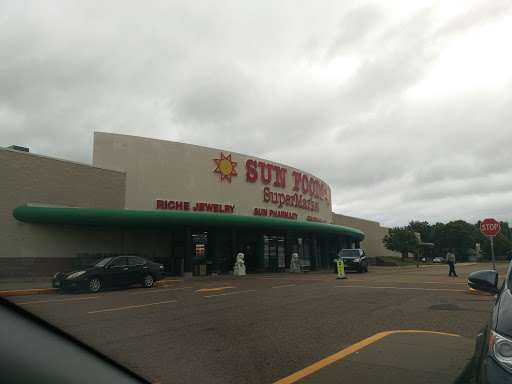 SUN FOODS
SuperMarket
RICHE JEWELRY SUN PHARMACY
STOP